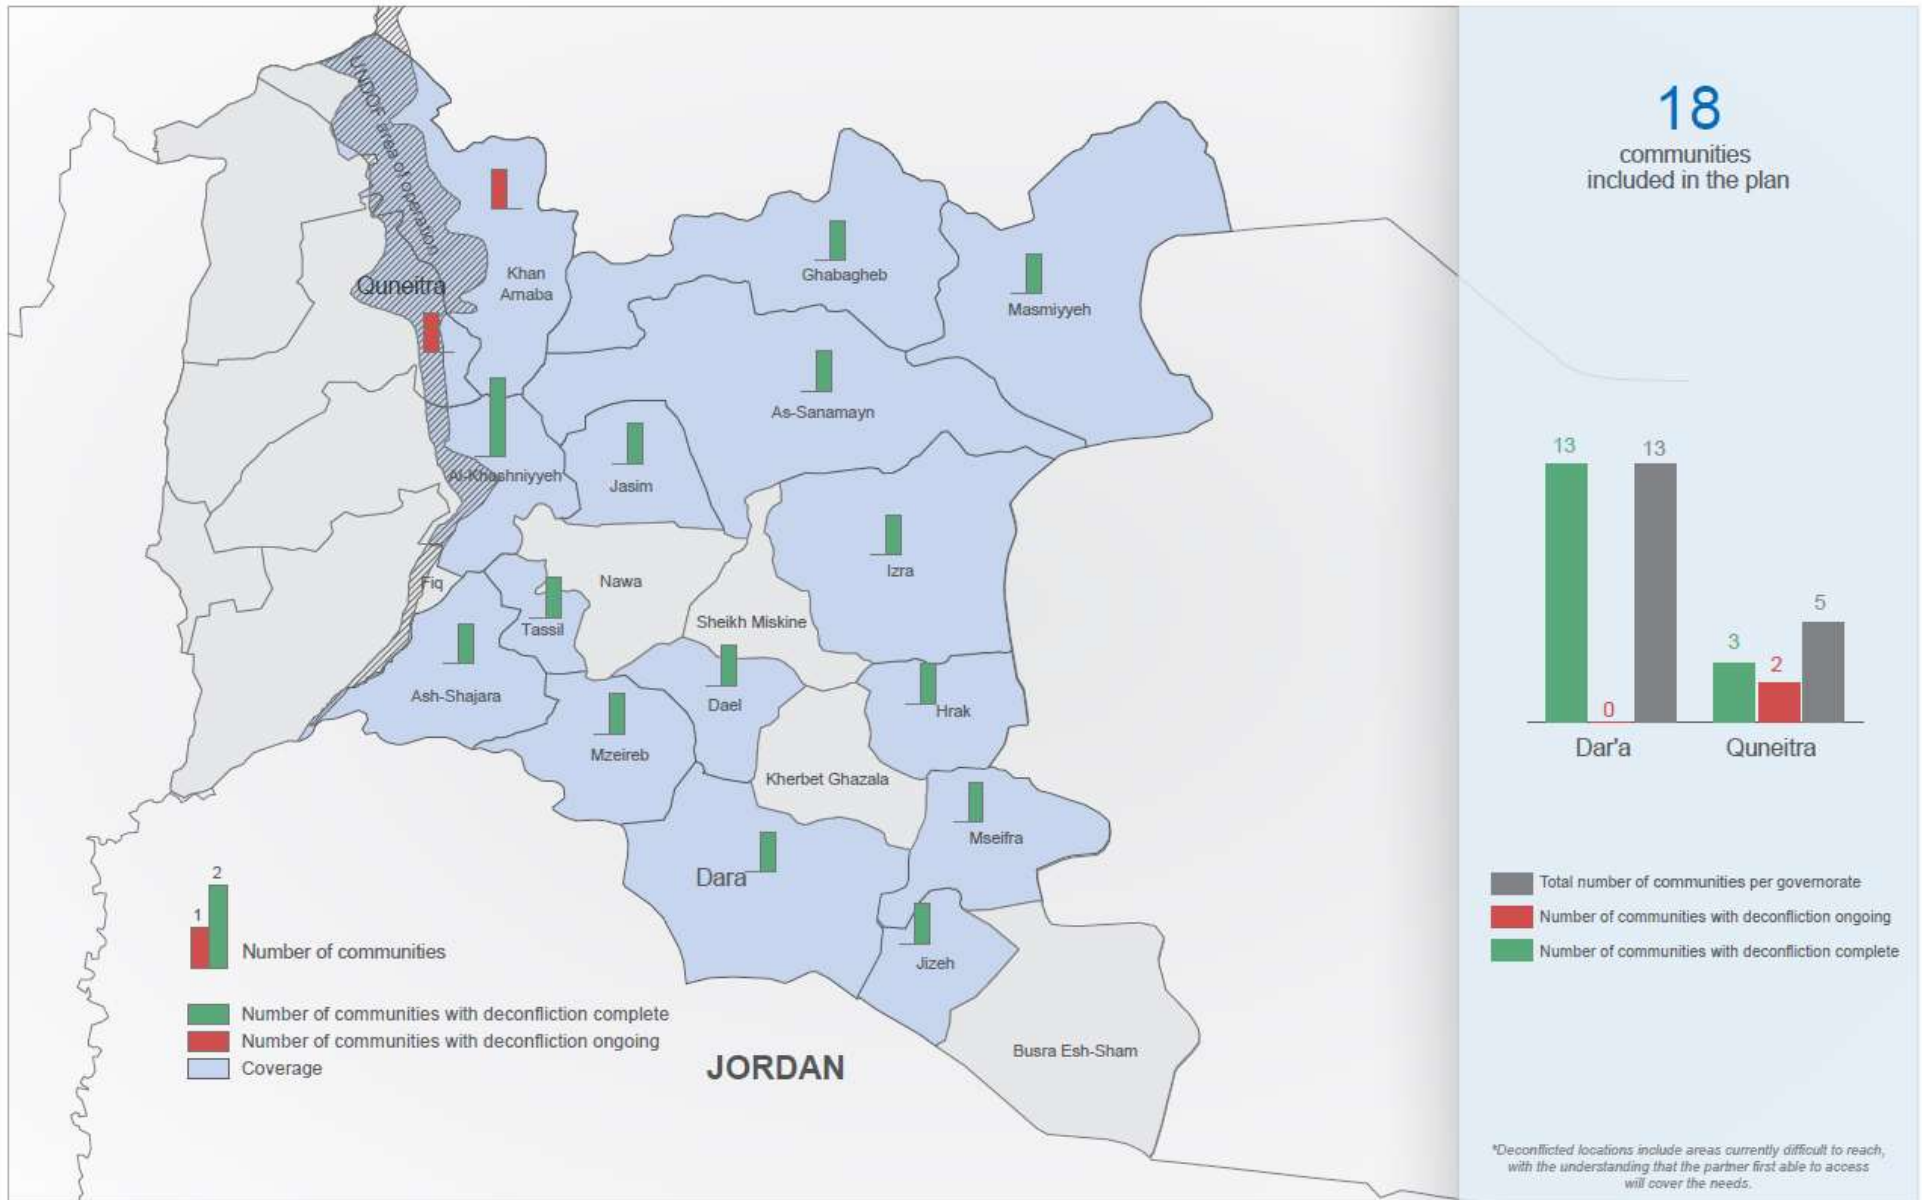 UNDOF area of operation
Quneitra
Khan
Arnaba
Ghabagheb
Masmiyyeh
As-Sanamayn
Al-Khashniyyeh
Jasim
Izra
Fiq
Nawa
Tassil
Sheikh Miskine
Ash-Shajara
Dael
Hrak
Mzeireb
Kherbet Ghazala
Mseifra
Dara
Jizeh
Busra Esh-Sham
JORDAN
2
1
Number of communities
Number of communities with deconfliction complete
Number of communities with deconfliction ongoing
Coverage
18
communities
included in the plan
13
13
0
3
2
5
Dar'a
Quneitra
Total number of communities per governorate
Number of communities with deconfliction ongoing
Number of communities with deconfliction complete
*Deconflicted locations include areas currently difficult to reach,
with the understanding that the partner first able to access
will cover the needs.